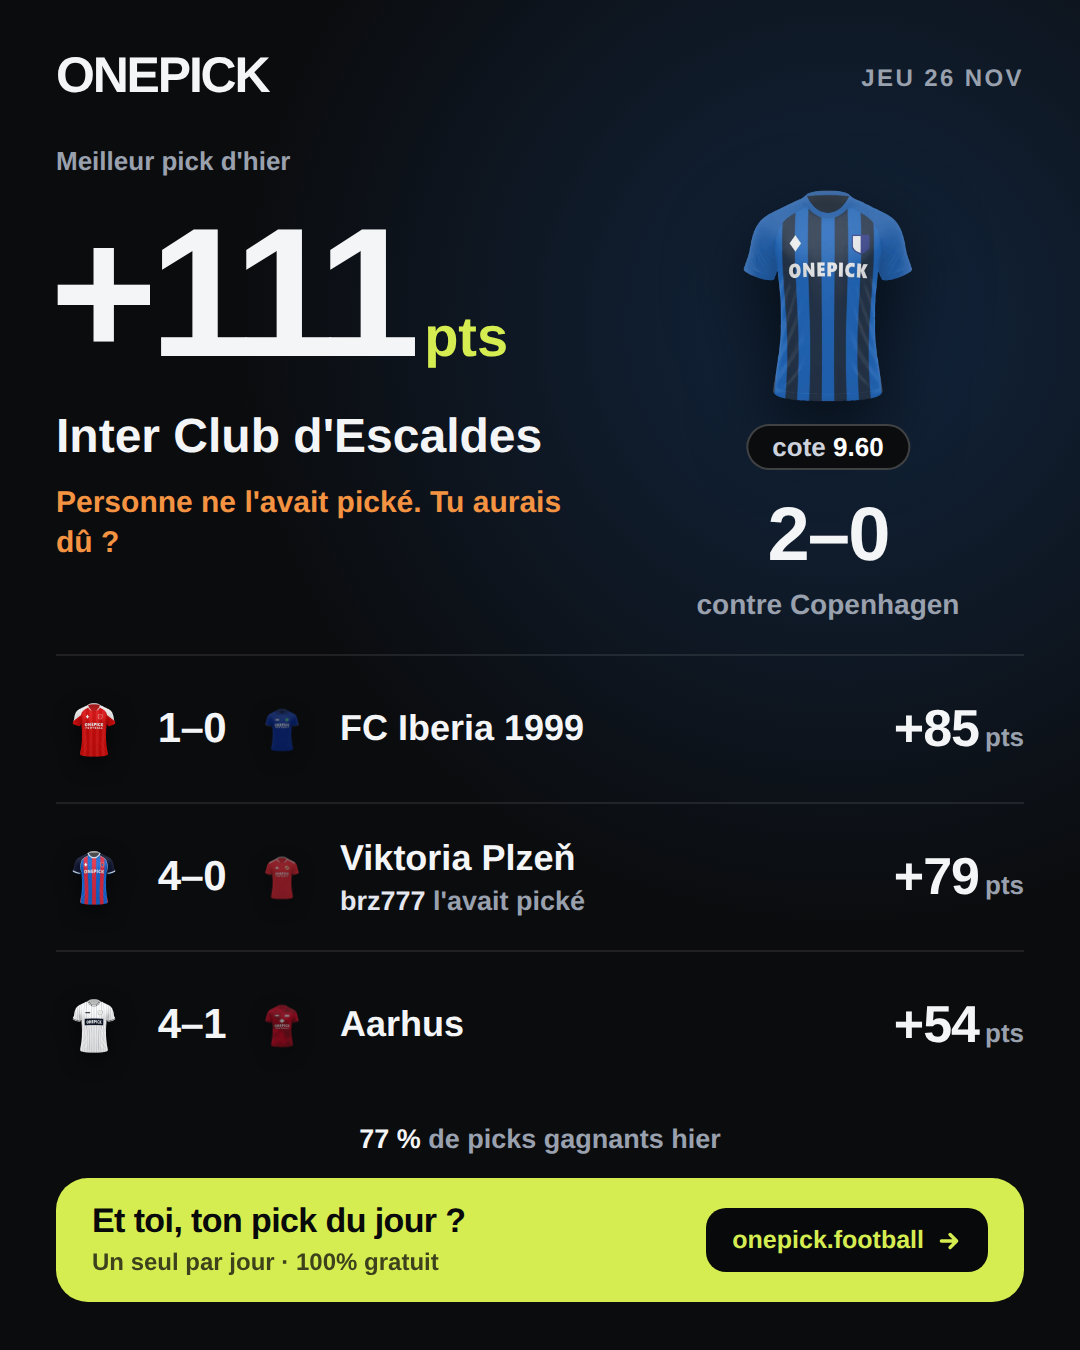 ONEPICK
JEU 26 NOV
Meilleur pick d'hier
+111 pts
Inter Club d'Escaldes
Personne ne l'avait pické. Tu aurais
dû ?
ONEPICK
cote 9.60
2–0
contre Copenhagen
1–0 FC Iberia 1999 +85 pts
4–0 Viktoria Plzeň +79 pts
brz777 l'avait pické
4–1 Aarhus +54 pts
77 % de picks gagnants hier
Et toi, ton pick du jour ?
Un seul par jour · 100% gratuit
onepick.football →